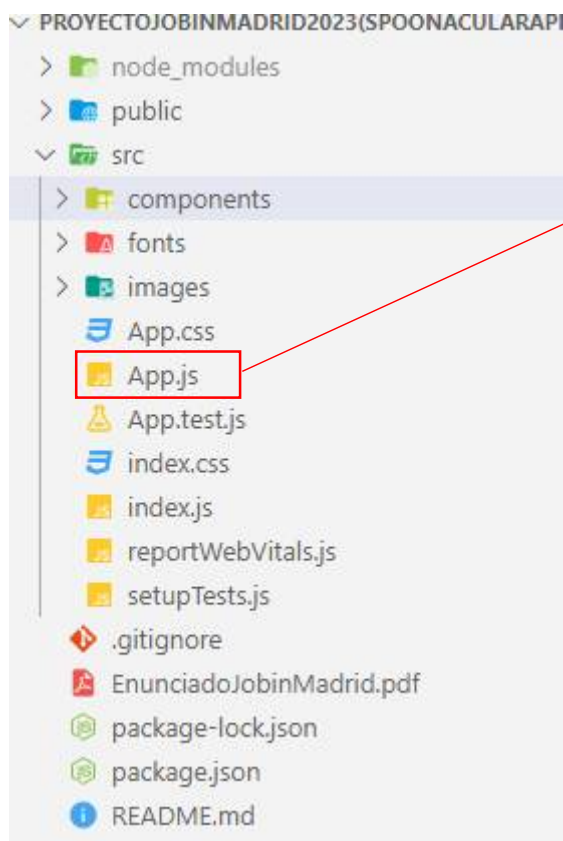 PROYECTOJOBINMADRID2023(SPOONACULARAPI
node_modules
public
src
components
fonts
images
App.css
App.js
App.test.js
index.css
index.js
reportWebVitals.js
setupTests.js
.gitignore
EnunciadoJobinMadrid.pdf
package-lock.json
package.json
README.md